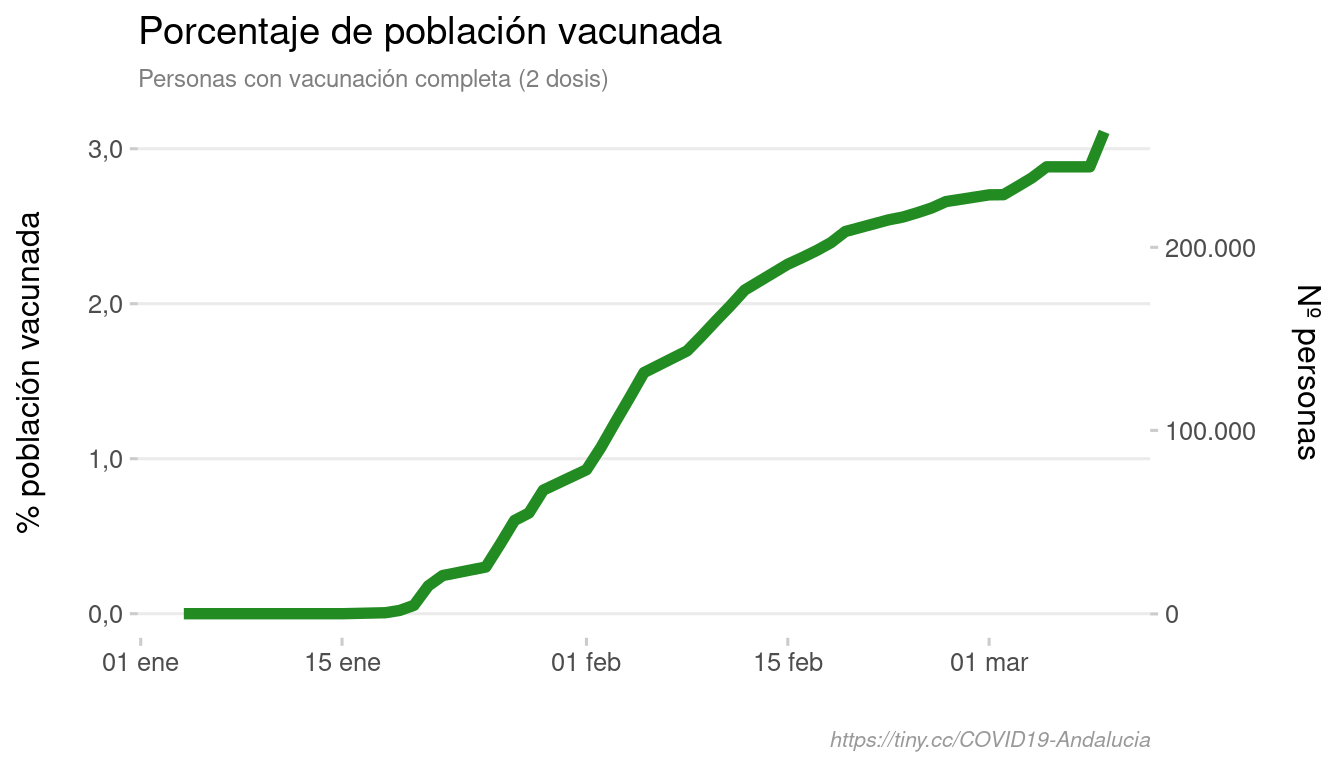 Porcentaje de población vacunada
Personas con vacunación completa (2 dosis)
% población vacunada
3,0
2,0
1,0
0,0
200.000
100.000
0
Nº personas
01 ene
15 ene
01 feb
15 feb
01 mar
https://tiny.cc/COVID19-Andalucia